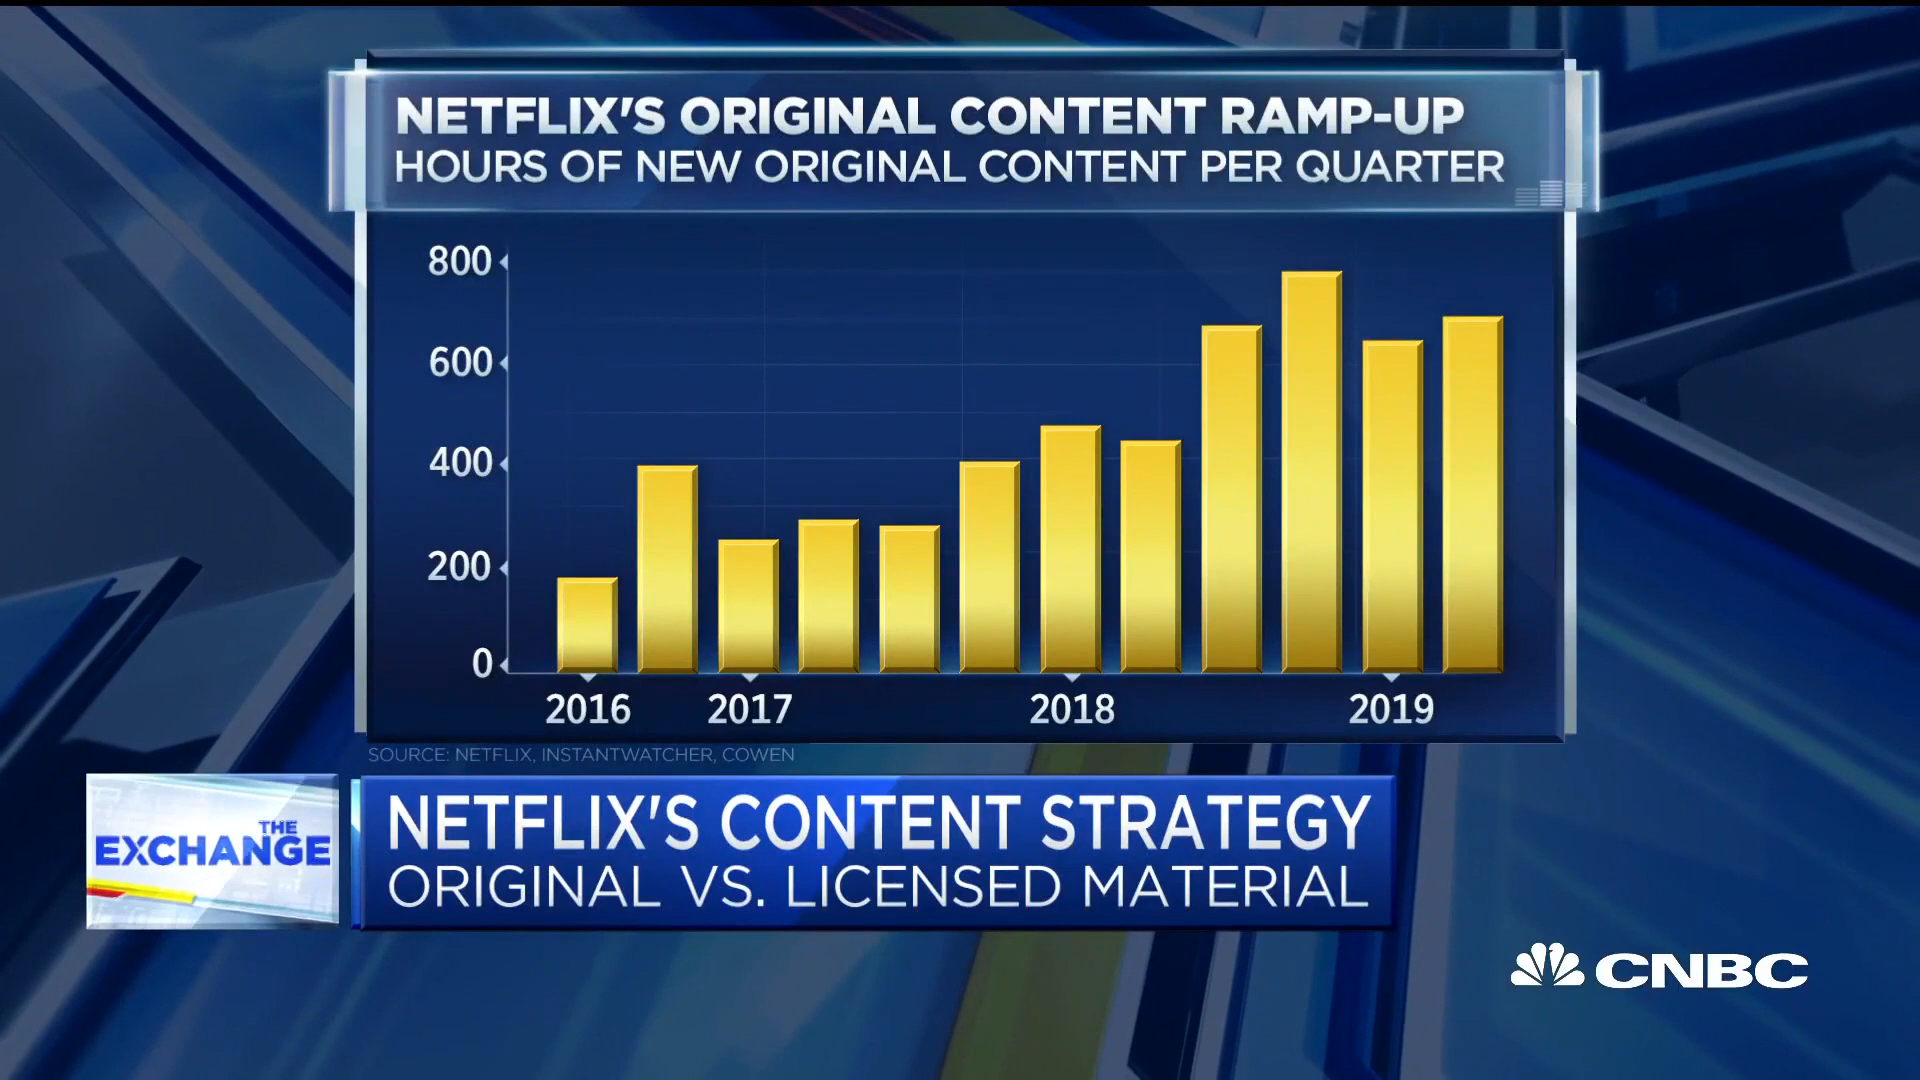 NETFLIX'S ORIGINAL CONTENT RAMP-UP
HOURS OF NEW ORIGINAL CONTENT PER QUARTER
800
600
400
200
0
2016 2017 2018 2019
SOURCE: NETFLIX, INSTANTWATCHER, COWEN
THE
EXCHANGE
NETFLIX'S CONTENT STRATEGY
ORIGINAL VS. LICENSED MATERIAL
CNBC